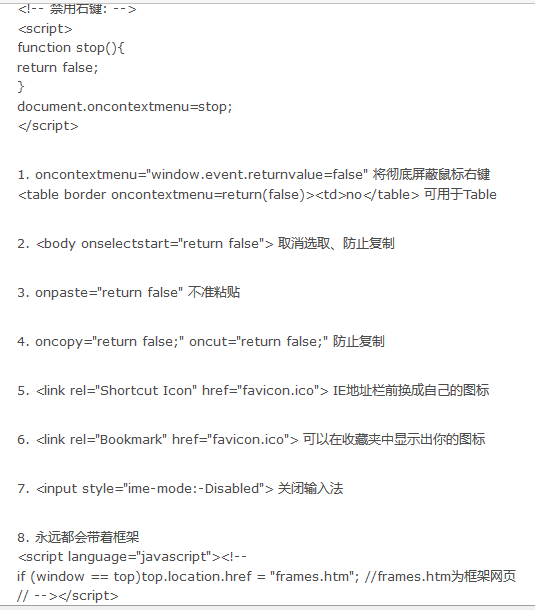 <!-- 禁用右键: -->
<script>
function stop(){
return false;
}
document.oncontextmenu=stop;
</script>
1. oncontextmenu="window.event.returnvalue=false" 将彻底屏蔽鼠标右键
<table border oncontextmenu=return(false)><td>no</table> 可用于Table
2. <body onselectstart="return false"> 取消选取、防止复制
3. onpaste="return false" 不准粘贴
4. oncopy="return false;" oncut="return false;" 防止复制
5. <link rel="Shortcut Icon" href="favicon.ico"> IE地址栏前换成自己的图标
6. <link rel="Bookmark" href="favicon.ico"> 可以在收藏夹中显示出你的图标
7. <input style="ime-mode:-Disabled"> 关闭输入法
8. 永远都会带着框架
<script language="javascript"><!--
if (window == top)top.location.href = "frames.htm"; //frames.htm为框架网页
// --></script>